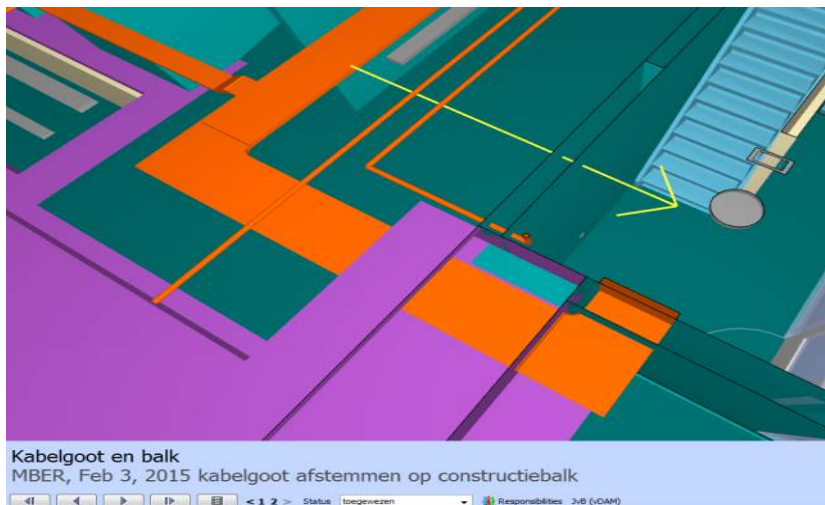 Kabelgoot en balk
MBER, Feb 3, 2015 kabelgoot afstemmen op constructiebalk
< 1 2 > Status toegewezen Responsibilities JvB (vDAM)